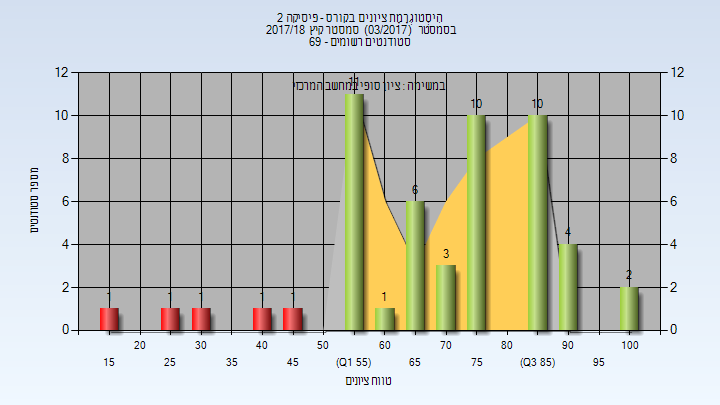 היסטוגרמת ציונים בקורס - פיסיקה 2
בסמסטר (03/2017) סמסטר קיץ 2017/18
סטודנטים רשומים - 69
במשימה : ציון סופי במחשב המרכזי
מספר סטודנטים
12 12
10 10
8 8
6 6
4 4
2 2
0 0
1 1 1 1 1 11 1 6 3 10 10 4 2
20 30 40 50 60 70 80 90 100
15 25 35 45 (Q1 55) 65 75 (Q3 85) 95
טווח ציונים